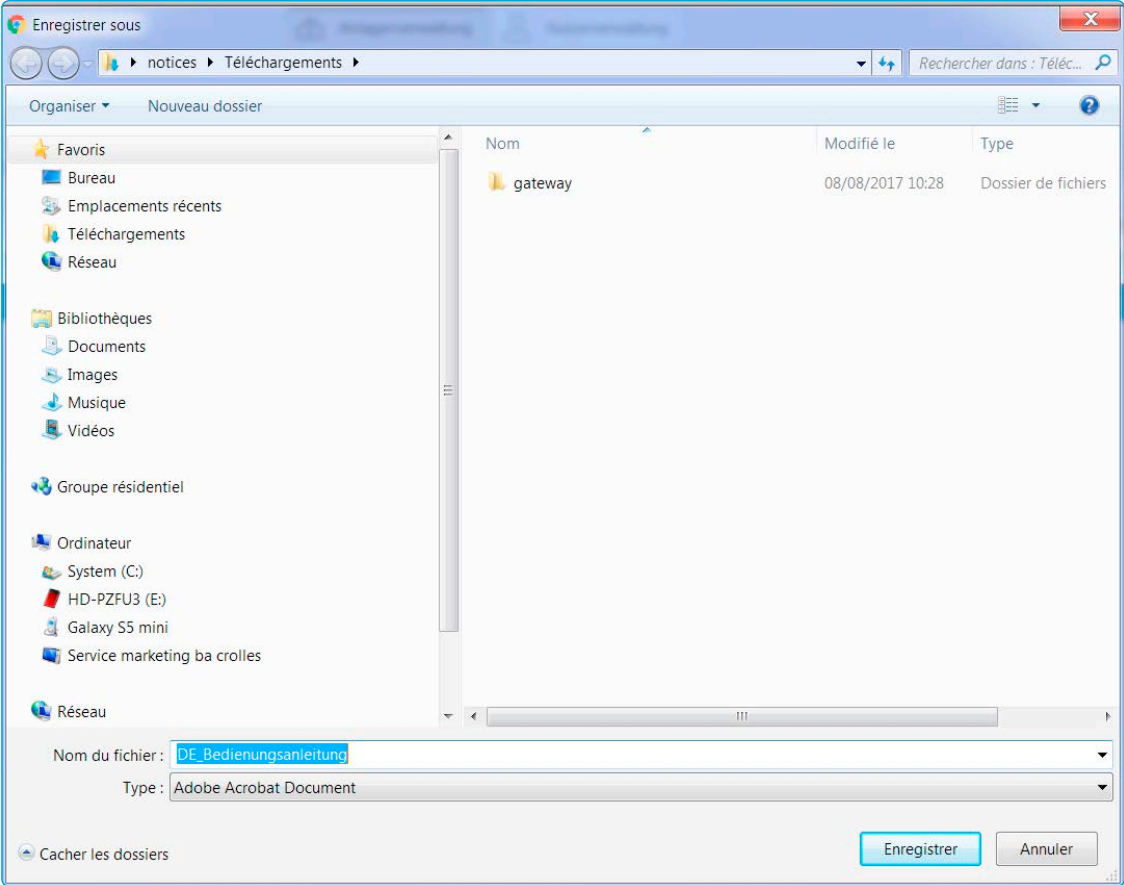 Enregistrer sous
notices Téléchargements
Rechercher dans : Téléc...
Organiser Nouveau dossier
Favoris
Bureau
Emplacements récents
Téléchargements
Réseau
Bibliothèques
Documents
Images
Musique
Vidéos
Groupe résidentiel
Ordinateur
System (C:)
HD-PZFU3 (E:)
Galaxy S5 mini
Service marketing ba crolles
Réseau
Nom Modifié le Type
gateway 08/08/2017 10:28 Dossier de fichiers
Nom du fichier : DE_Bedienungsanleitung
Type : Adobe Acrobat Document
Cacher les dossiers
Enregistrer Annuler